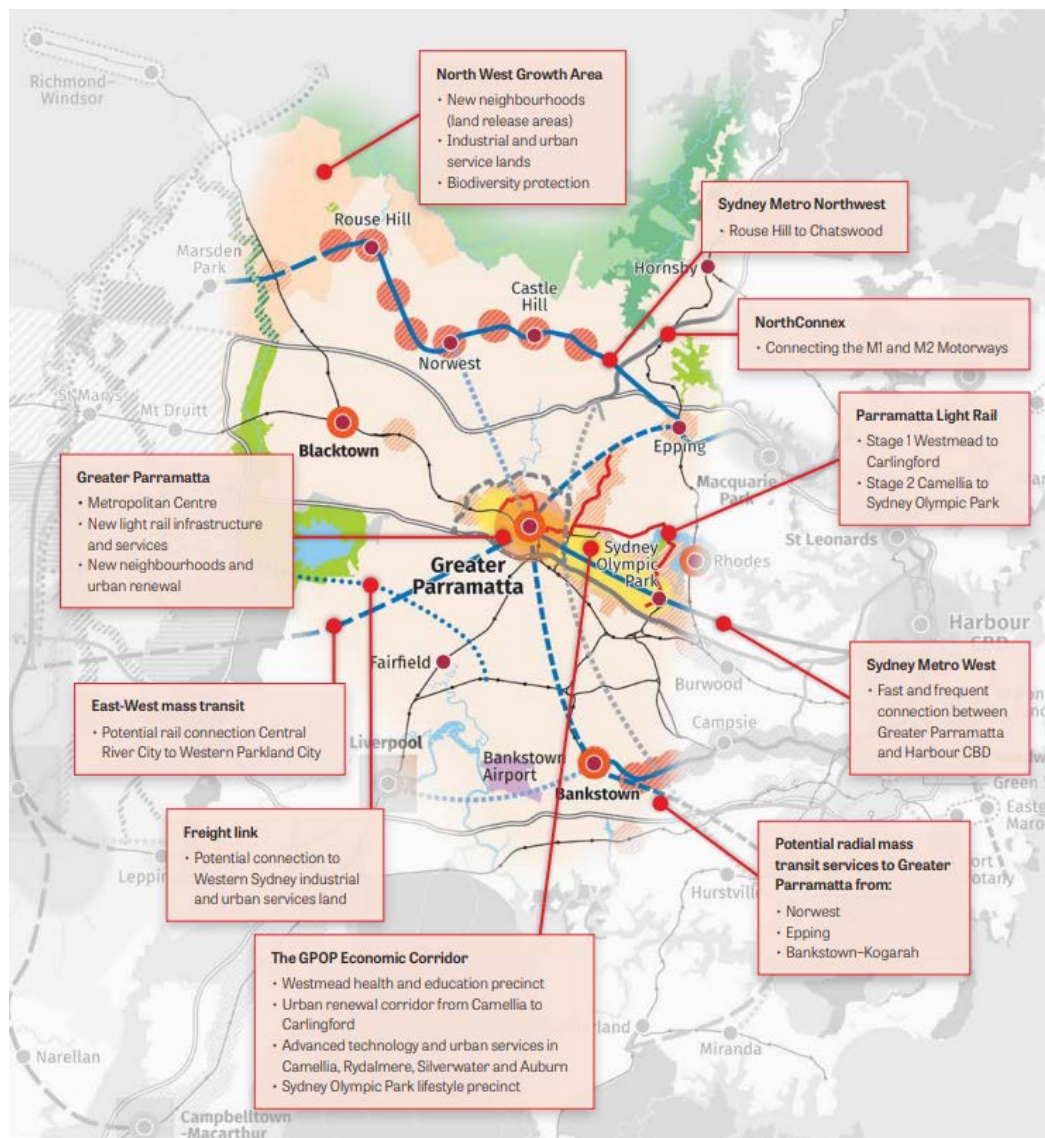 Richmond–
Windsor
North West Growth Area
• New neighbourhoods
(land release areas)
• Industrial and urban
service lands
• Biodiversity protection
Sydney Metro Northwest
• Rouse Hill to Chatswood
Rouse Hill
Marsden
Park
Hornsby
Castle
Hill
NorthConnex
• Connecting the M1 and M2 Motorways
Norwest
St Marys
Mt Druitt
Blacktown
Epping
Parramatta Light Rail
• Stage 1 Westmead to
Carlingford
• Stage 2 Camellia to
Sydney Olympic Park
Greater Parramatta
• Metropolitan Centre
• New light rail infrastructure
and services
• New neighbourhoods and
urban renewal
Macquarie
Park
St Leonards
Sydney
Olympic
Park
Rhodes
Greater
Parramatta
Harbour
CBD
Fairfield
Burwood
Sydney Metro West
• Fast and frequent
connection between
Greater Parramatta
and Harbour CBD
East-West mass transit
• Potential rail connection Central
River City to Western Parkland
City
Campsie
Liverpool
Bankstown
Airport
Bankstown
Green
Freight link
• Potential connection to
Western Sydney industrial
and urban services land
Potential radial mass
transit services to Greater
Parramatta from:
• Norwest
• Epping
• Bankstown–Kogarah
Leppin
Hurstvill
The GPOP Economic Corridor
• Westmead health and education precinct
• Urban renewal corridor from Camellia to
Carlingford
• Advanced technology and urban services in
Camellia, Rydalmere, Silverwater and Auburn
• Sydney Olympic Park lifestyle precinct
Miranda
Narellan
Campbelltown
-Macarthur